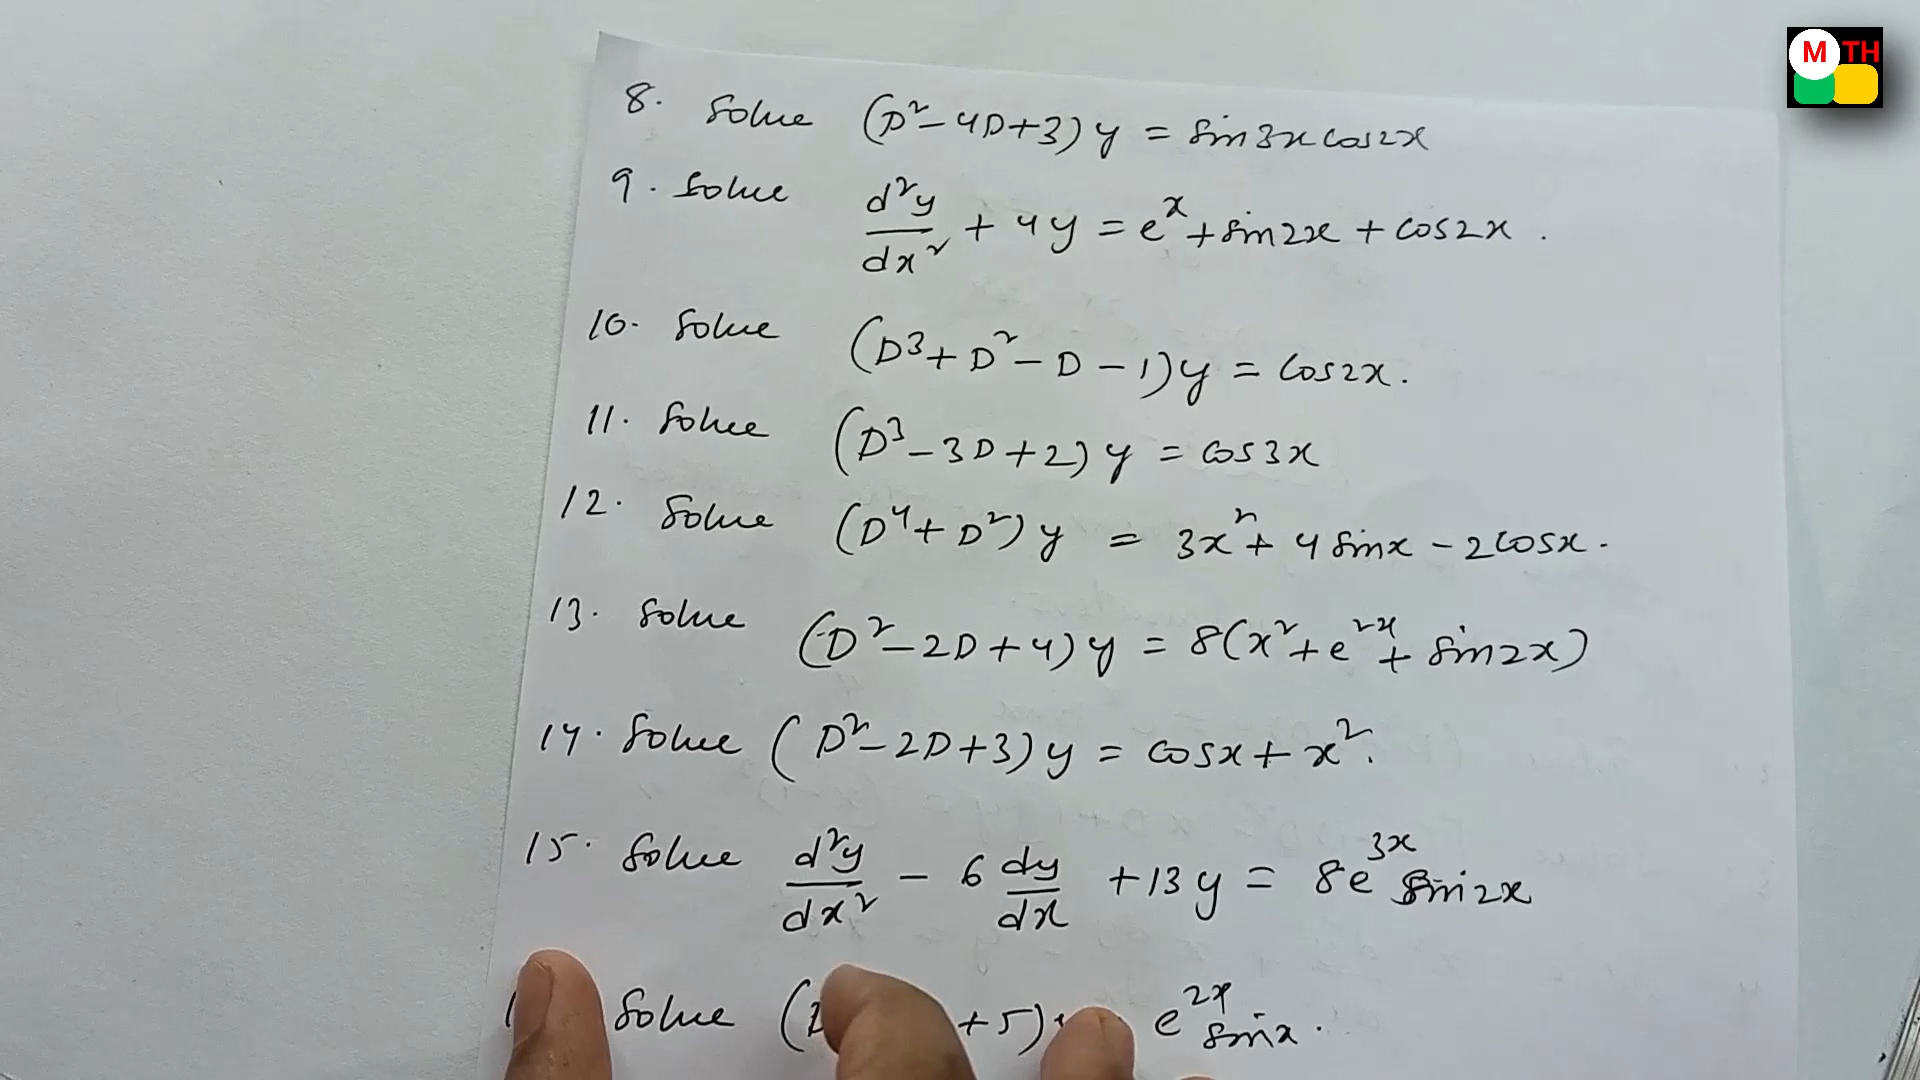 M TH
8. Solve (D²-4D+3)y = sin3x cos2x
9. Solve d²y/dx² + 4y = eˣ + sin2x + cos2x.
10. Solve (D³+D²-D-1)y = cos2x.
11. Solve (D³-3D+2)y = cos3x
12. Solve (D⁴+D²)y = 3x²+4sinx-2cosx.
13. Solve (D²-2D+4)y = 8(x²+e²ˣ+sin2x)
14. Solve (D²-2D+3)y = cosx+x².
15. Solve d²y/dx² - 6 dy/dx + 13y = 8e³ˣ sin2x
Solve ( +5) e²ˣ sinx.